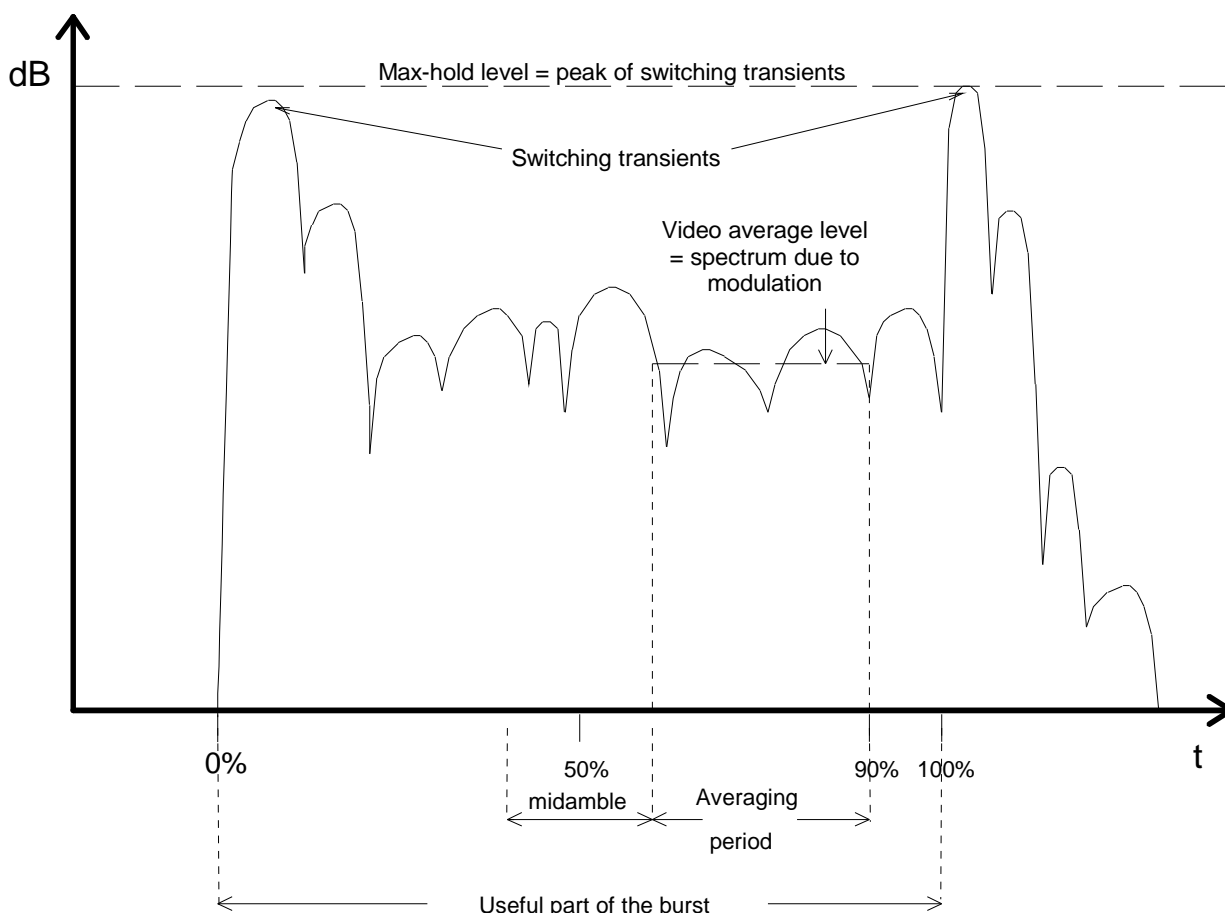 dB
Max-hold level = peak of switching transients
Switching transients
Video average level
= spectrum due to
modulation
0%
50%
90%
100%
t
midamble
Averaging
period
Useful part of the burst